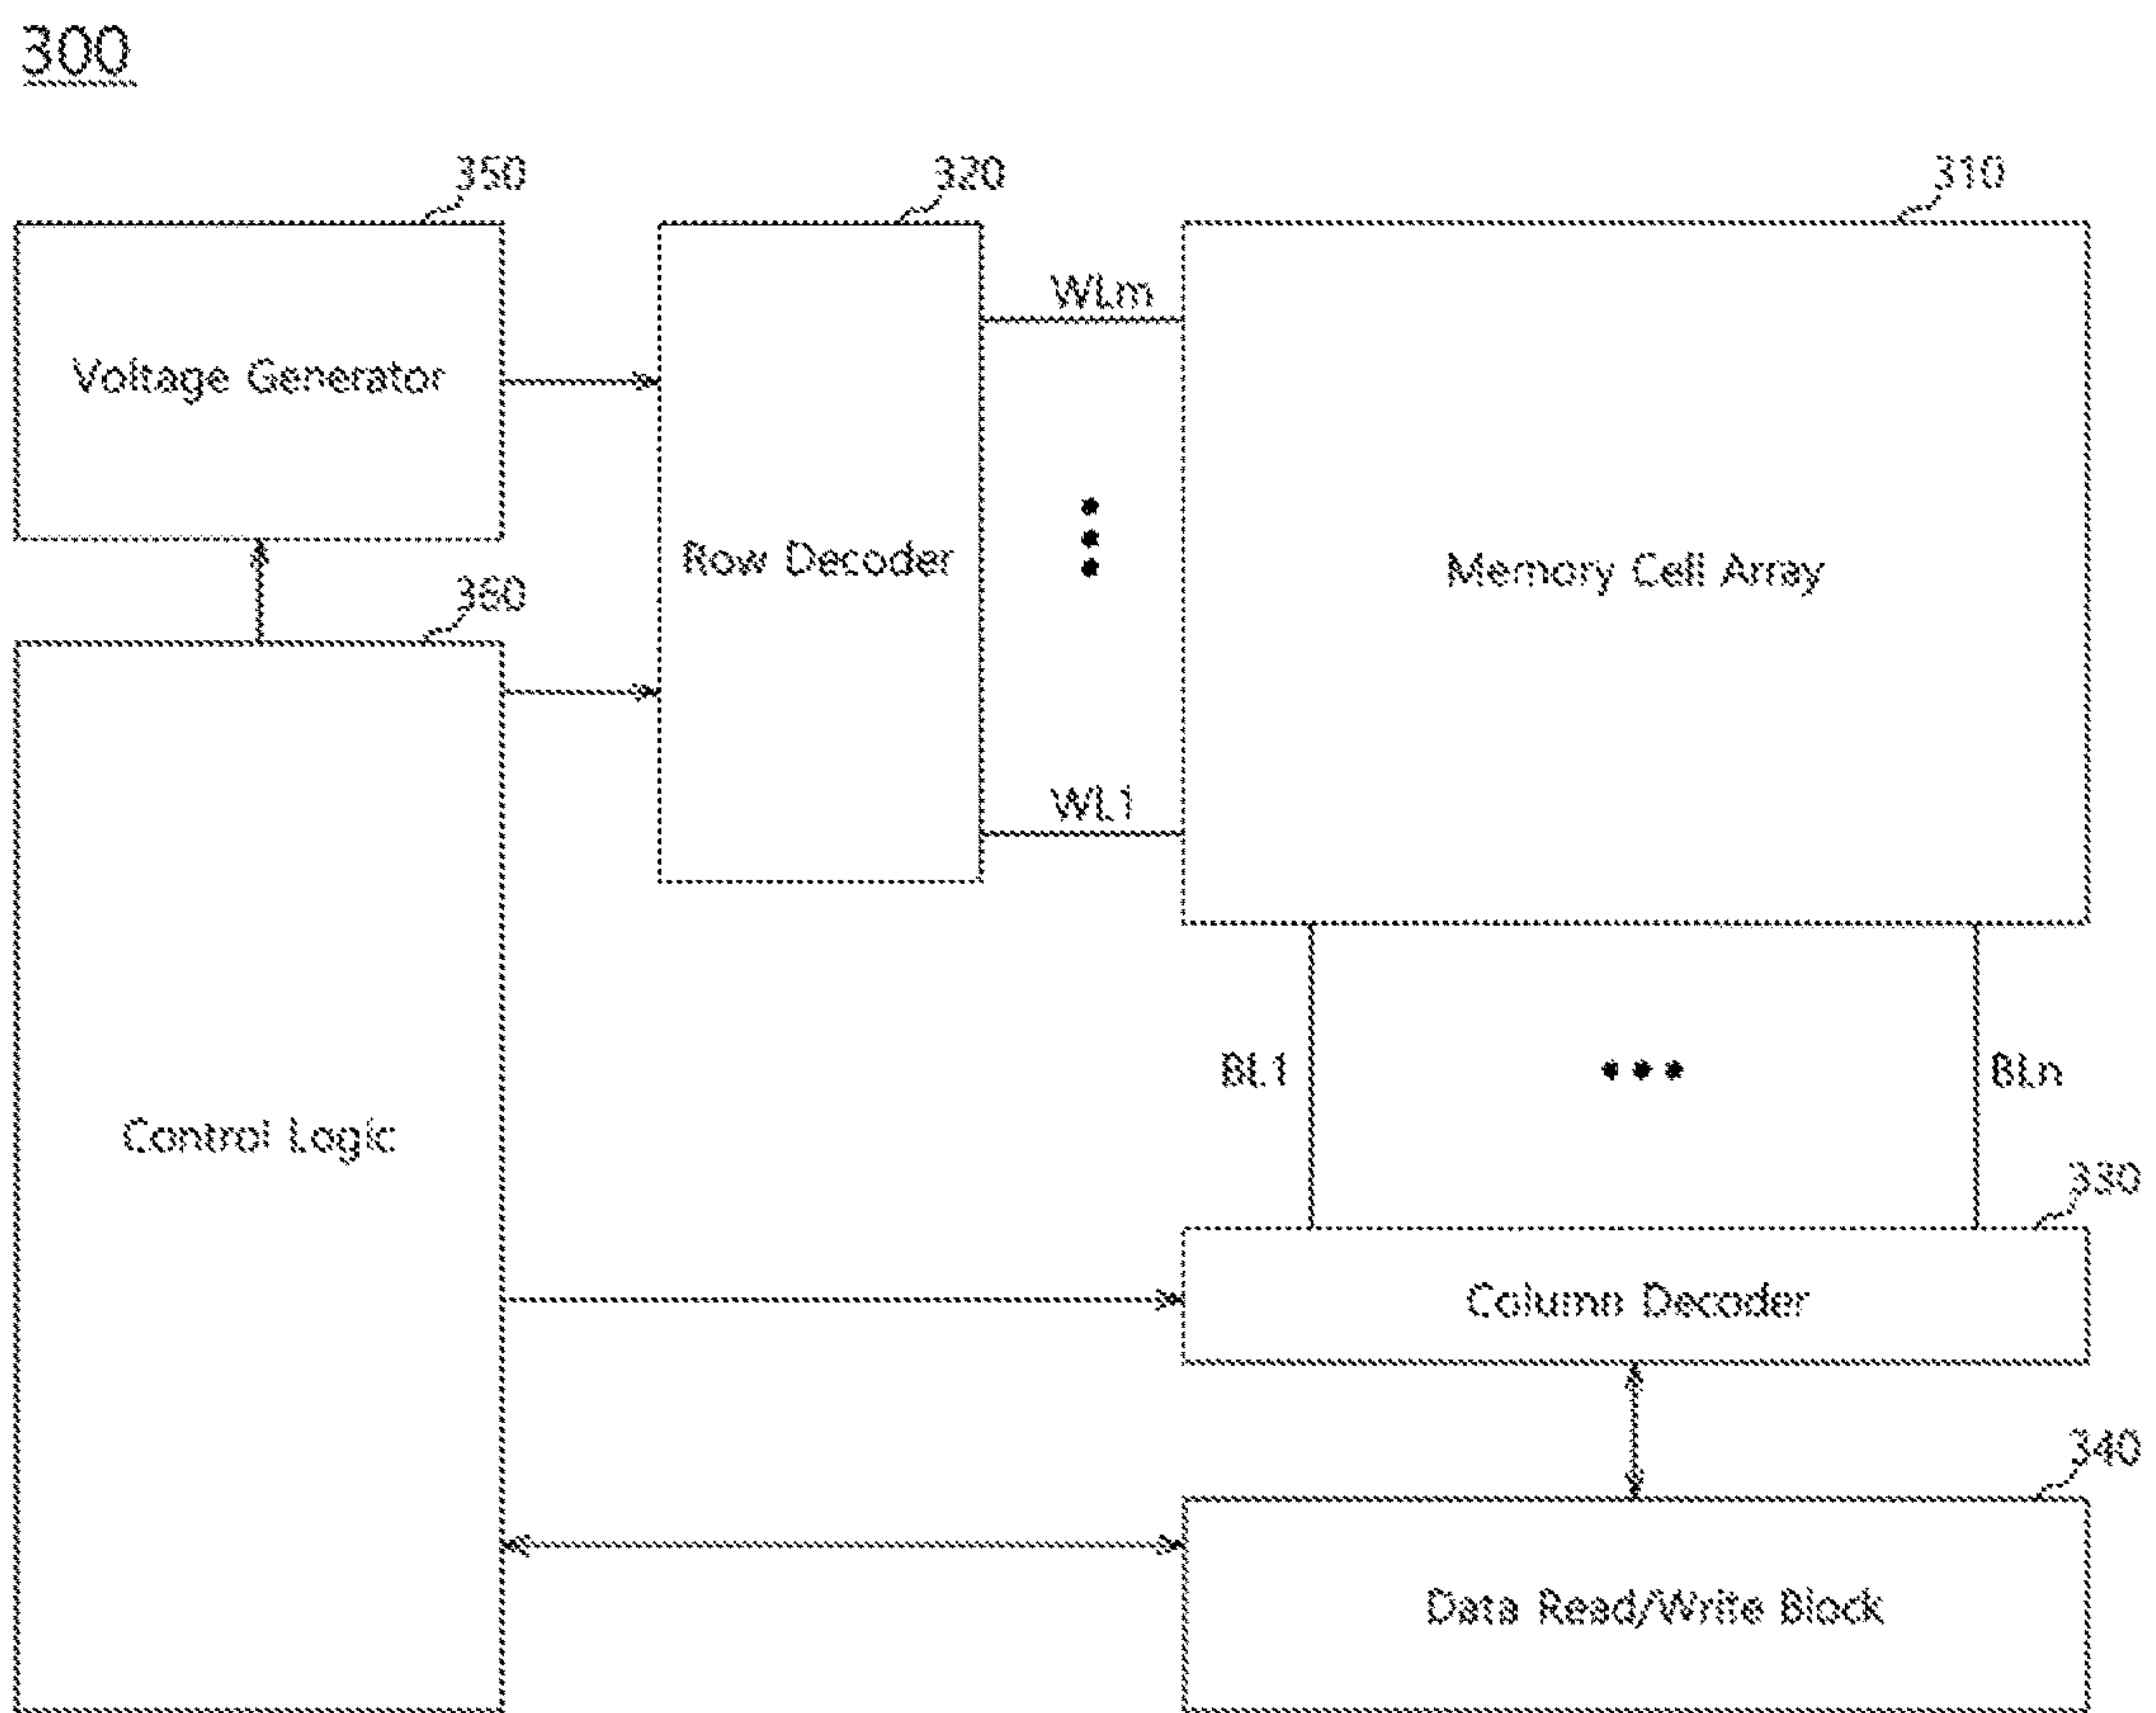 300
350
320
310
WLm
Voltage Generator
Row Decoder
Memory Cell Array
360
WL1
Control Logic
BL1
BLn
330
Column Decoder
340
Data Read/Write Block